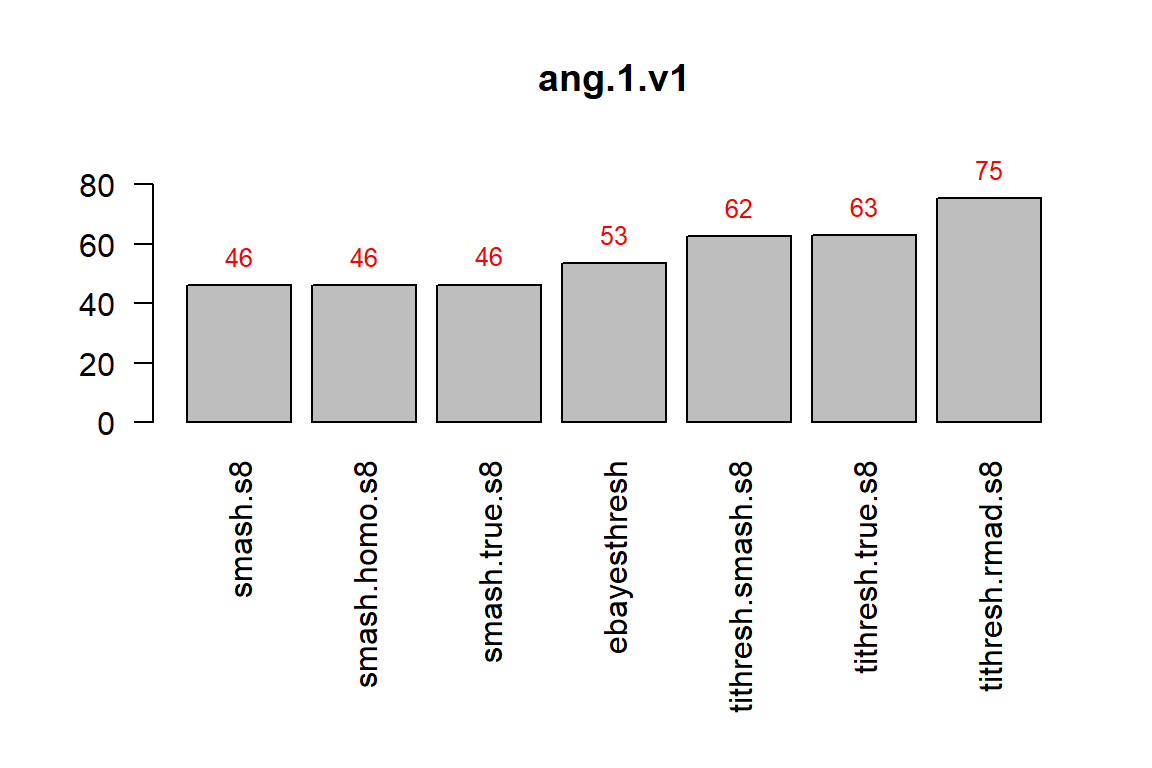 ang.1.v1
80
60
40
20
0
46
46
46
53
62
63
75
smash.s8
smash.homo.s8
smash.true.s8
ebayesthresh
tithresh.smash.s8
tithresh.true.s8
tithresh.rmad.s8